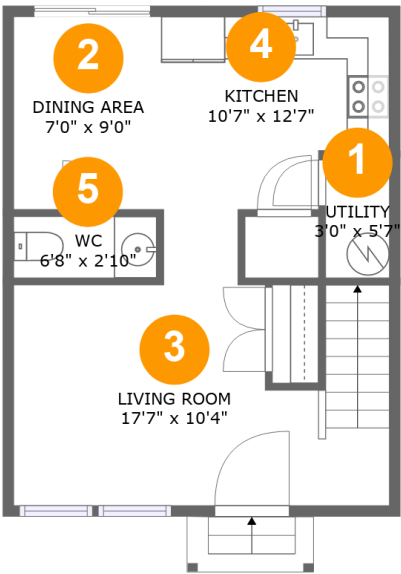 2
DINING AREA
7'0" x 9'0"
4
KITCHEN
10'7" x 12'7"
1
UTILITY
3'0" x 5'7"
5
WC
6'8" x 2'10"
3
LIVING ROOM
17'7" x 10'4"